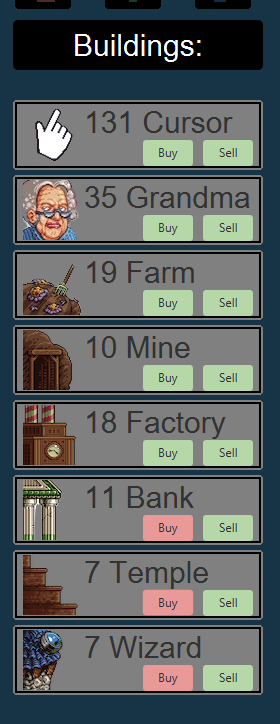 Buildings:
131 Cursor
Buy Sell
35 Grandma
Buy Sell
19 Farm
Buy Sell
10 Mine
Buy Sell
18 Factory
Buy Sell
11 Bank
Buy Sell
7 Temple
Buy Sell
7 Wizard
Buy Sell